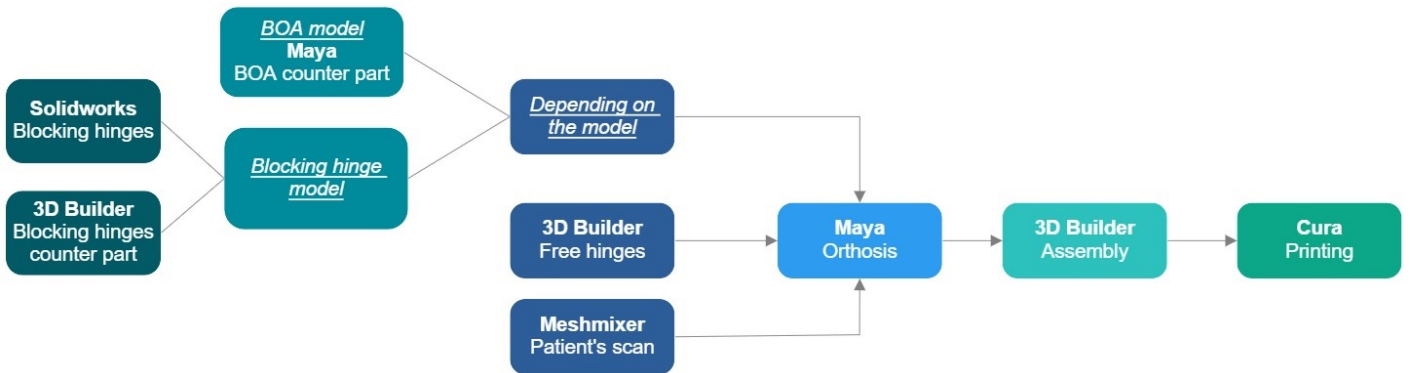 Solidworks
Blocking hinges
3D Builder
Blocking hinges
counter part
BOA model
Maya
BOA counter part
Blocking hinge
model
Depending on
the model
3D Builder
Free hinges
Meshmixer
Patient's scan
Maya
Orthosis
3D Builder
Assembly
Cura
Printing